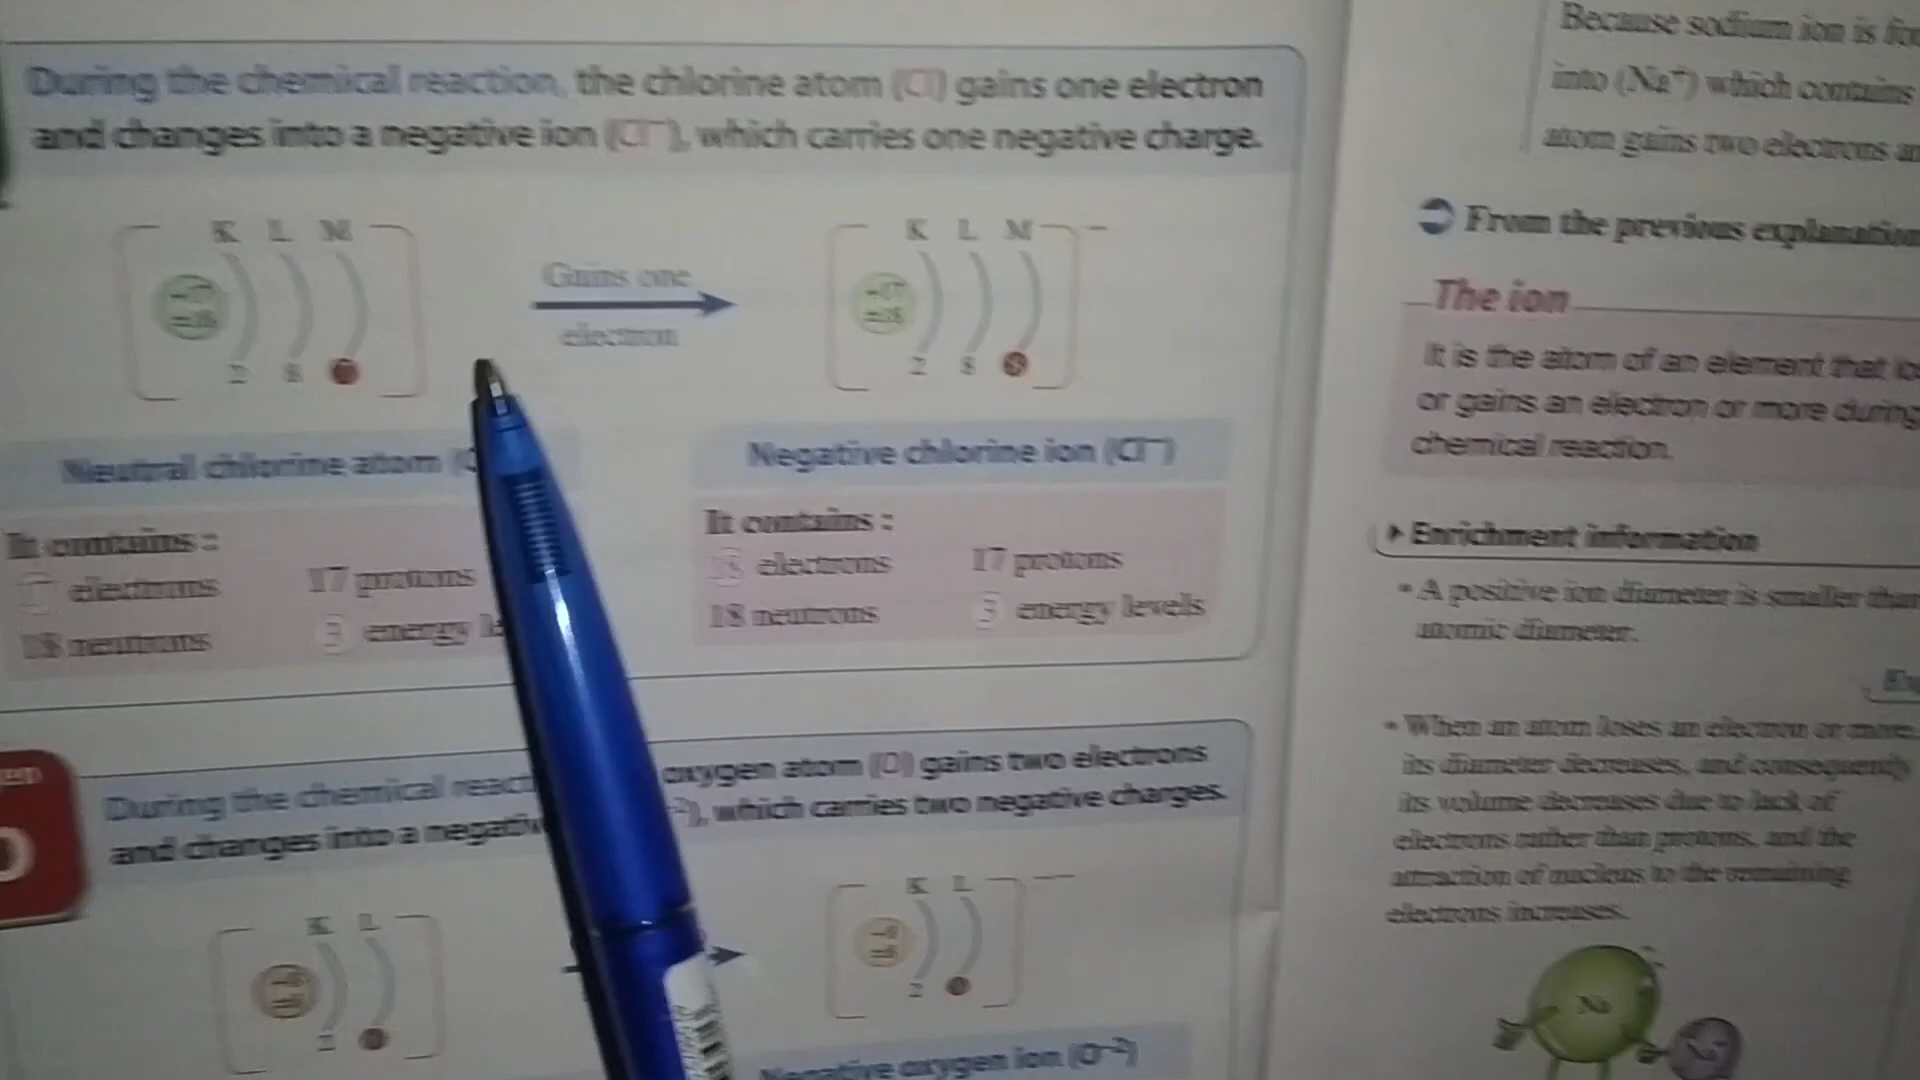 During the chemical reaction, the chlorine atom (Cl) gains one electron
and changes into a negative ion (Cl⁻), which carries one negative charge.
K L M
2 8
Gains one
electron
K L M −
2 8
Neutral chlorine atom
Negative chlorine ion (Cl⁻)
It contains :
17 electrons 17 protons
18 neutrons 3 energy
It contains :
18 electrons 17 protons
18 neutrons 3 energy levels
During the chemical oxygen atom (O) gains two electrons
and changes into a which carries two negative charges.
K L
2
K L
2
Negative oxygen ion (O⁻²)
Because sodium ion is
into (Na⁺) which contains
atom gains two electrons
From the previous explanation
The ion
It is the atom of an element that
or gains an electron or more during
chemical reaction.
Enrichment information
• A positive ion diameter is smaller than
atomic diameter.
• When an atom loses an electron or more,
its diameter decreases, and consequently
its volume decreases due to lack of
electrons rather than protons, and the
attraction of nucleus to the remaining
electrons increases.
Na